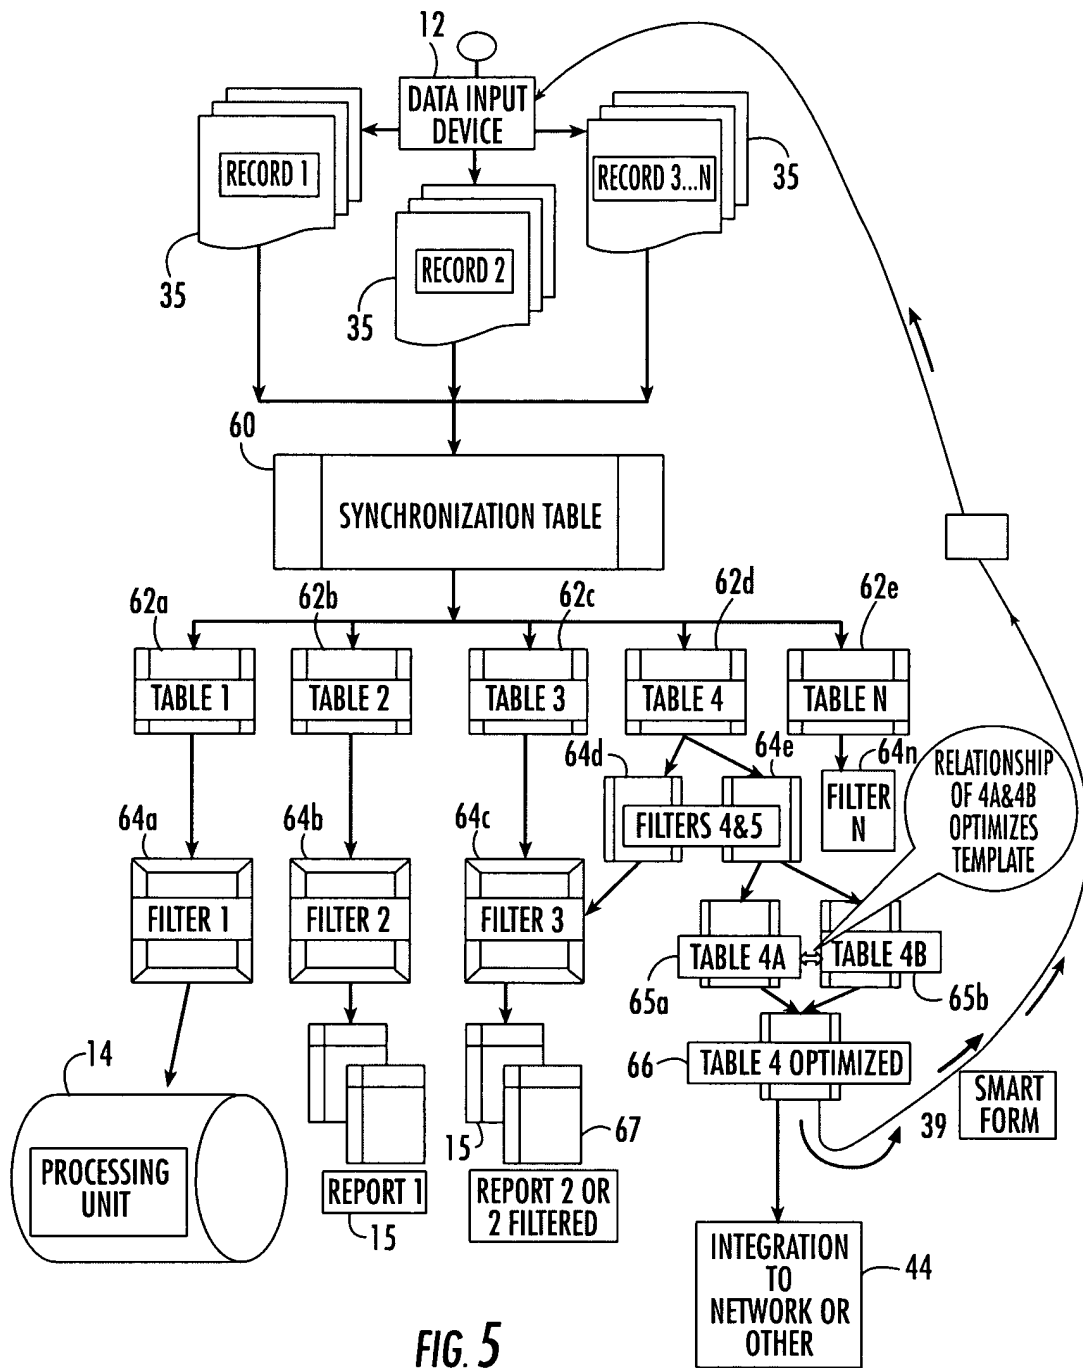 12
DATA INPUT
DEVICE
RECORD 1
RECORD 3...N
35
RECORD 2
35
35
60
SYNCHRONIZATION TABLE
62a
62b
62c
62d
62e
TABLE 1
TABLE 2
TABLE 3
TABLE 4
TABLE N
64d
64e
64n
RELATIONSHIP
OF 4A&4B
OPTIMIZES
TEMPLATE
FILTERS 4&5
FILTER
N
64a
64b
64c
FILTER 1
FILTER 2
FILTER 3
TABLE 4A
TABLE 4B
65a
65b
66
TABLE 4 OPTIMIZED
14
PROCESSING
UNIT
15
67
39
SMART
FORM
REPORT 1
15
REPORT 2 OR
2 FILTERED
INTEGRATION
TO
NETWORK OR
OTHER
44
FIG. 5